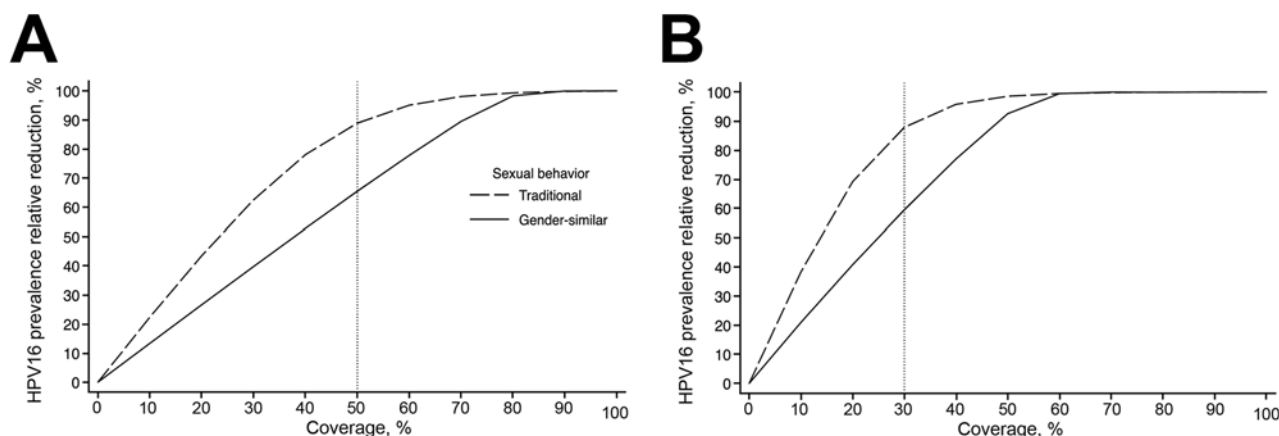 A
HPV16 prevalence relative reduction, %
100
90
80
70
60
50
40
30
20
10
0
Sexual behavior
Traditional
Gender-similar
0 10 20 30 40 50 60 70 80 90 100
Coverage, %
B
HPV16 prevalence relative reduction, %
100
90
80
70
60
50
40
30
20
10
0
0 10 20 30 40 50 60 70 80 90 100
Coverage, %